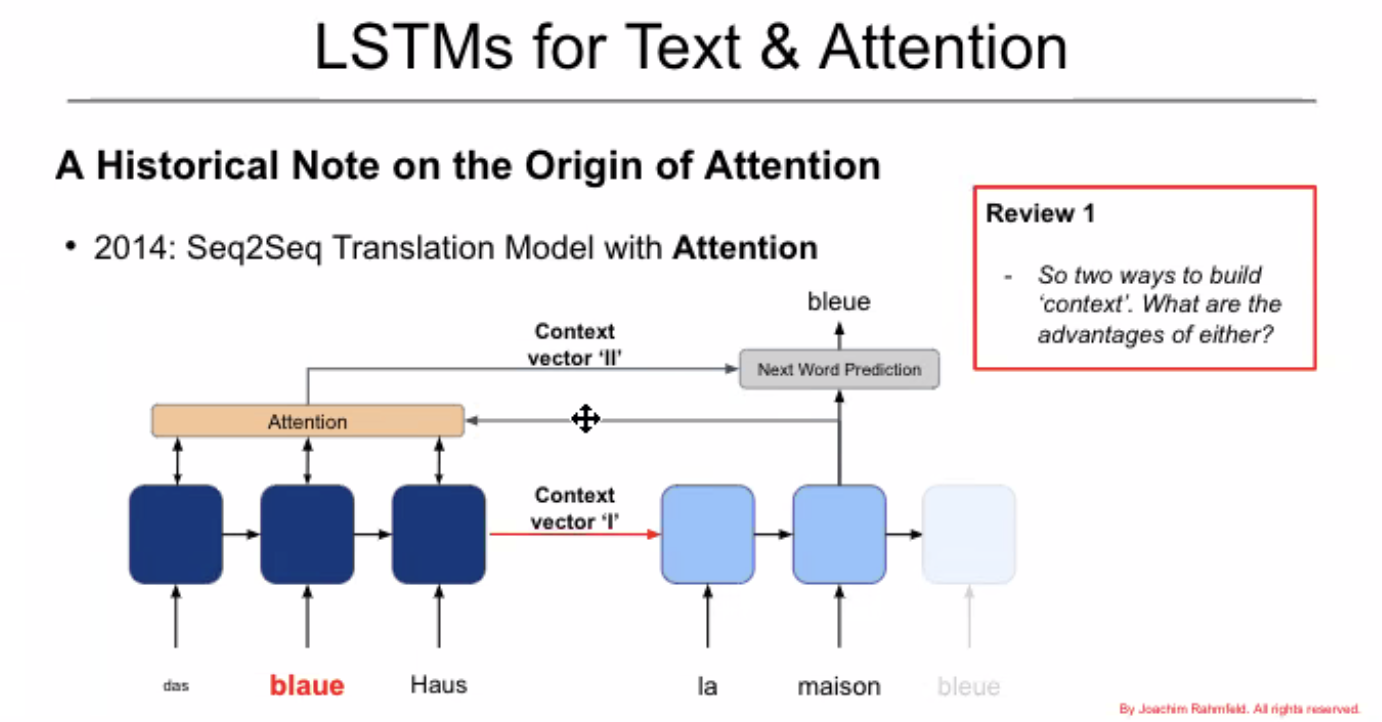 LSTMs for Text & Attention
A Historical Note on the Origin of Attention
• 2014: Seq2Seq Translation Model with Attention
Review 1
- So two ways to build
‘context’. What are the
advantages of either?
bleue
Context
vector ‘II’
Next Word Prediction
Attention
Context
vector ‘I’
das
blaue
Haus
la
maison
bleue
By Joachim Rahmfeld. All rights reserved.